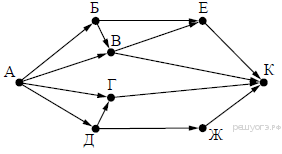 Б Е
В
А К
Г
Д Ж
решуогэ.рф